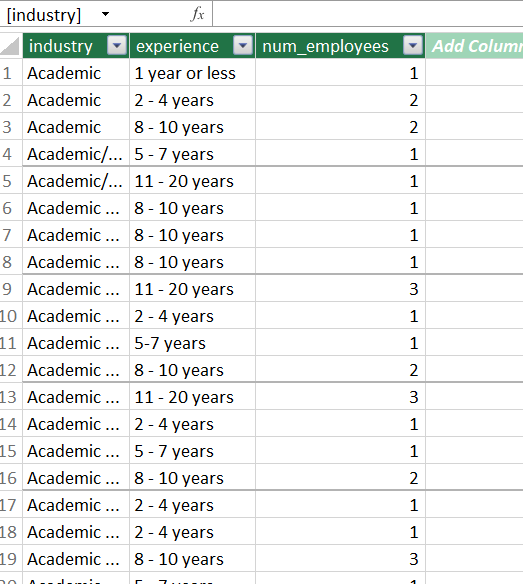 [industry] fx
industry experience num_employees Add Colum
1 Academic 1 year or less 1
2 Academic 2 - 4 years 2
3 Academic 8 - 10 years 2
4 Academic/... 5 - 7 years 1
5 Academic/... 11 - 20 years 1
6 Academic ... 8 - 10 years 1
7 Academic ... 8 - 10 years 1
8 Academic ... 8 - 10 years 1
9 Academic ... 11 - 20 years 3
10 Academic ... 2 - 4 years 1
11 Academic ... 5-7 years 1
12 Academic ... 8 - 10 years 2
13 Academic ... 11 - 20 years 3
14 Academic ... 2 - 4 years 1
15 Academic ... 5 - 7 years 1
16 Academic ... 8 - 10 years 2
17 Academic ... 2 - 4 years 1
18 Academic ... 2 - 4 years 1
19 Academic ... 8 - 10 years 3